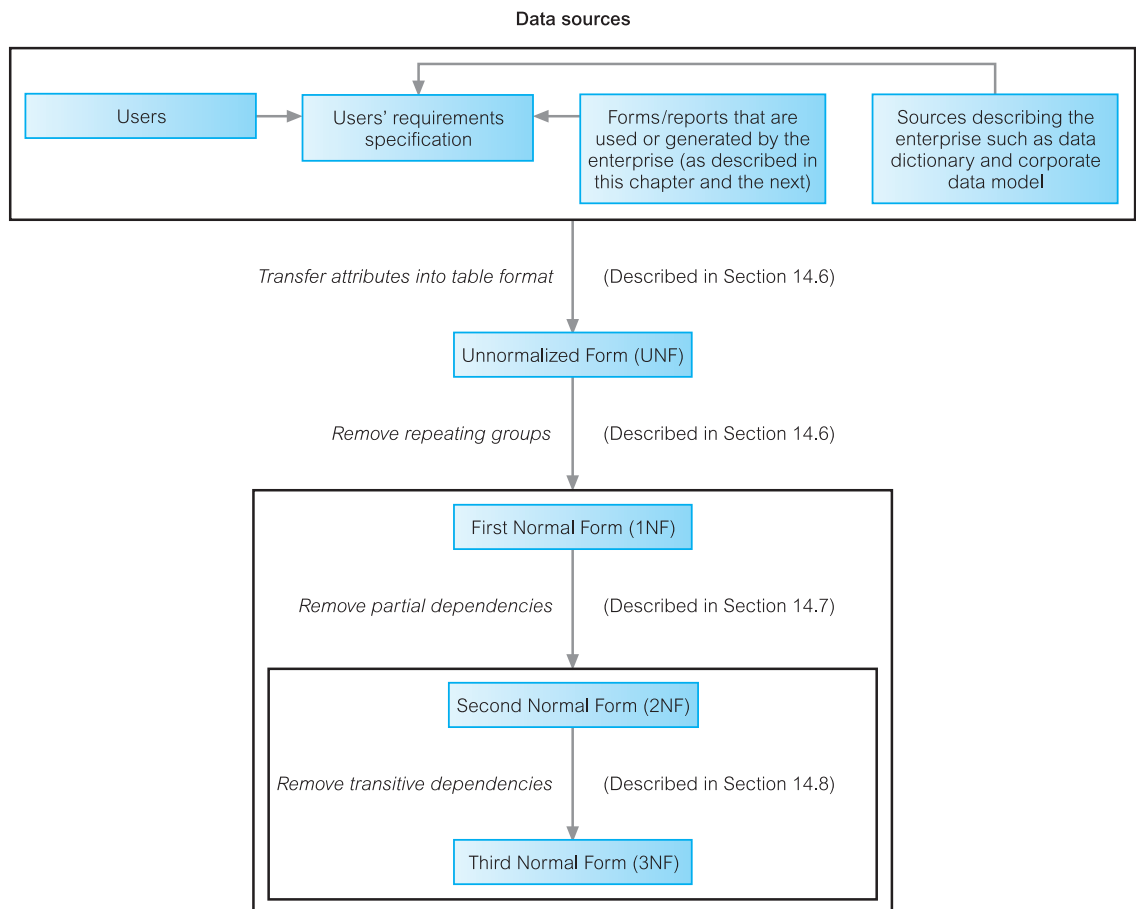 Data sources
Users
Users’ requirements
specification
Forms/reports that are
used or generated by the
enterprise (as described in
this chapter and the next)
Sources describing the
enterprise such as data
dictionary and corporate
data model
Transfer attributes into table format
(Described in Section 14.6)
Unnormalized Form (UNF)
Remove repeating groups
(Described in Section 14.6)
First Normal Form (1NF)
Remove partial dependencies
(Described in Section 14.7)
Second Normal Form (2NF)
Remove transitive dependencies
(Described in Section 14.8)
Third Normal Form (3NF)